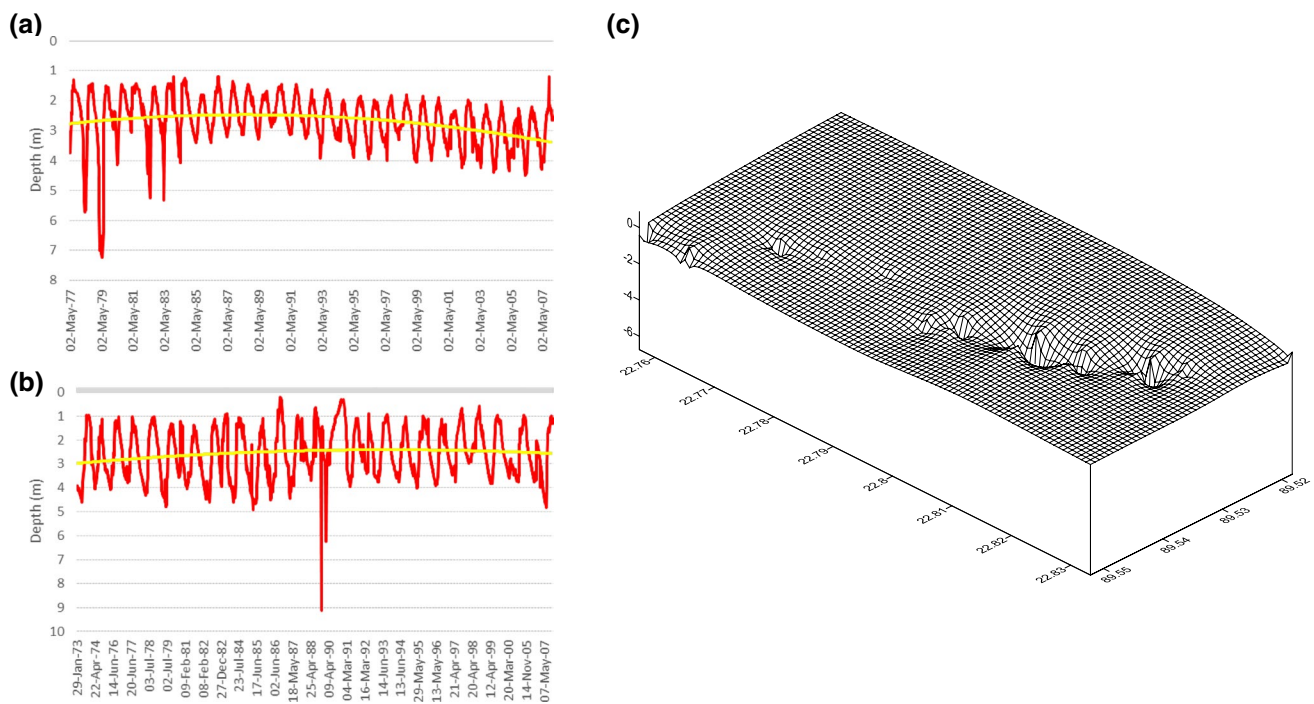 (a)
0
1
2
3
4
5
6
7
8
Depth (m)
02-May-77
02-May-79
02-May-81
02-May-83
02-May-85
02-May-87
02-May-89
02-May-91
02-May-93
02-May-95
02-May-97
02-May-99
02-May-01
02-May-03
02-May-05
02-May-07
(b)
0
1
2
3
4
5
6
7
8
9
10
Depth (m)
29-Jan-73
22-Apr-74
14-Jun-76
20-Jun-77
03-Jul-78
02-Jul-79
09-Feb-81
08-Feb-82
27-Dec-82
23-Jul-84
17-Jun-85
02-Jun-86
18-May-87
25-Apr-88
09-Apr-90
04-Mar-91
16-Mar-92
14-Jun-93
13-Jun-94
29-May-95
13-May-96
21-Apr-97
20-Apr-98
12-Apr-99
20-Mar-00
14-Nov-05
07-May-07
(c)
0
-2
-4
-6
22.76
22.77
22.78
22.79
22.8
22.81
22.82
22.83
89.55
89.54
89.53
89.52